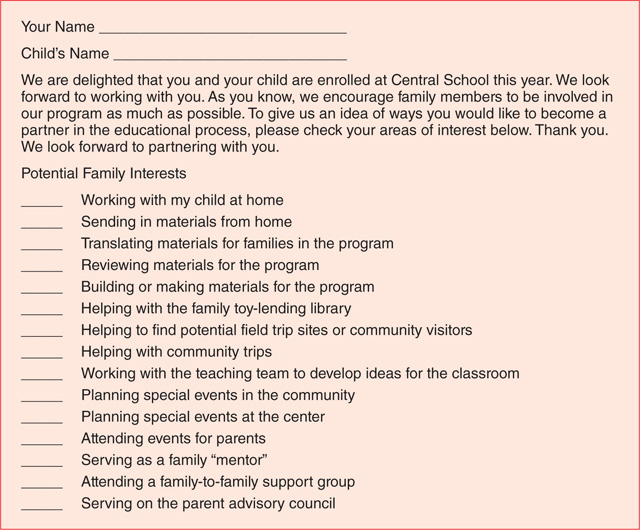 Your Name ______________________________
Child's Name ____________________________
We are delighted that you and your child are enrolled at Central School this year. We look
forward to working with you. As you know, we encourage family members to be involved in
our program as much as possible. To give us an idea of ways you would like to become a
partner in the educational process, please check your areas of interest below. Thank you.
We look forward to partnering with you.
Potential Family Interests
_____ Working with my child at home
_____ Sending in materials from home
_____ Translating materials for families in the program
_____ Reviewing materials for the program
_____ Building or making materials for the program
_____ Helping with the family toy-lending library
_____ Helping to find potential field trip sites or community visitors
_____ Helping with community trips
_____ Working with the teaching team to develop ideas for the classroom
_____ Planning special events in the community
_____ Planning special events at the center
_____ Attending events for parents
_____ Serving as a family “mentor”
_____ Attending a family-to-family support group
_____ Serving on the parent advisory council